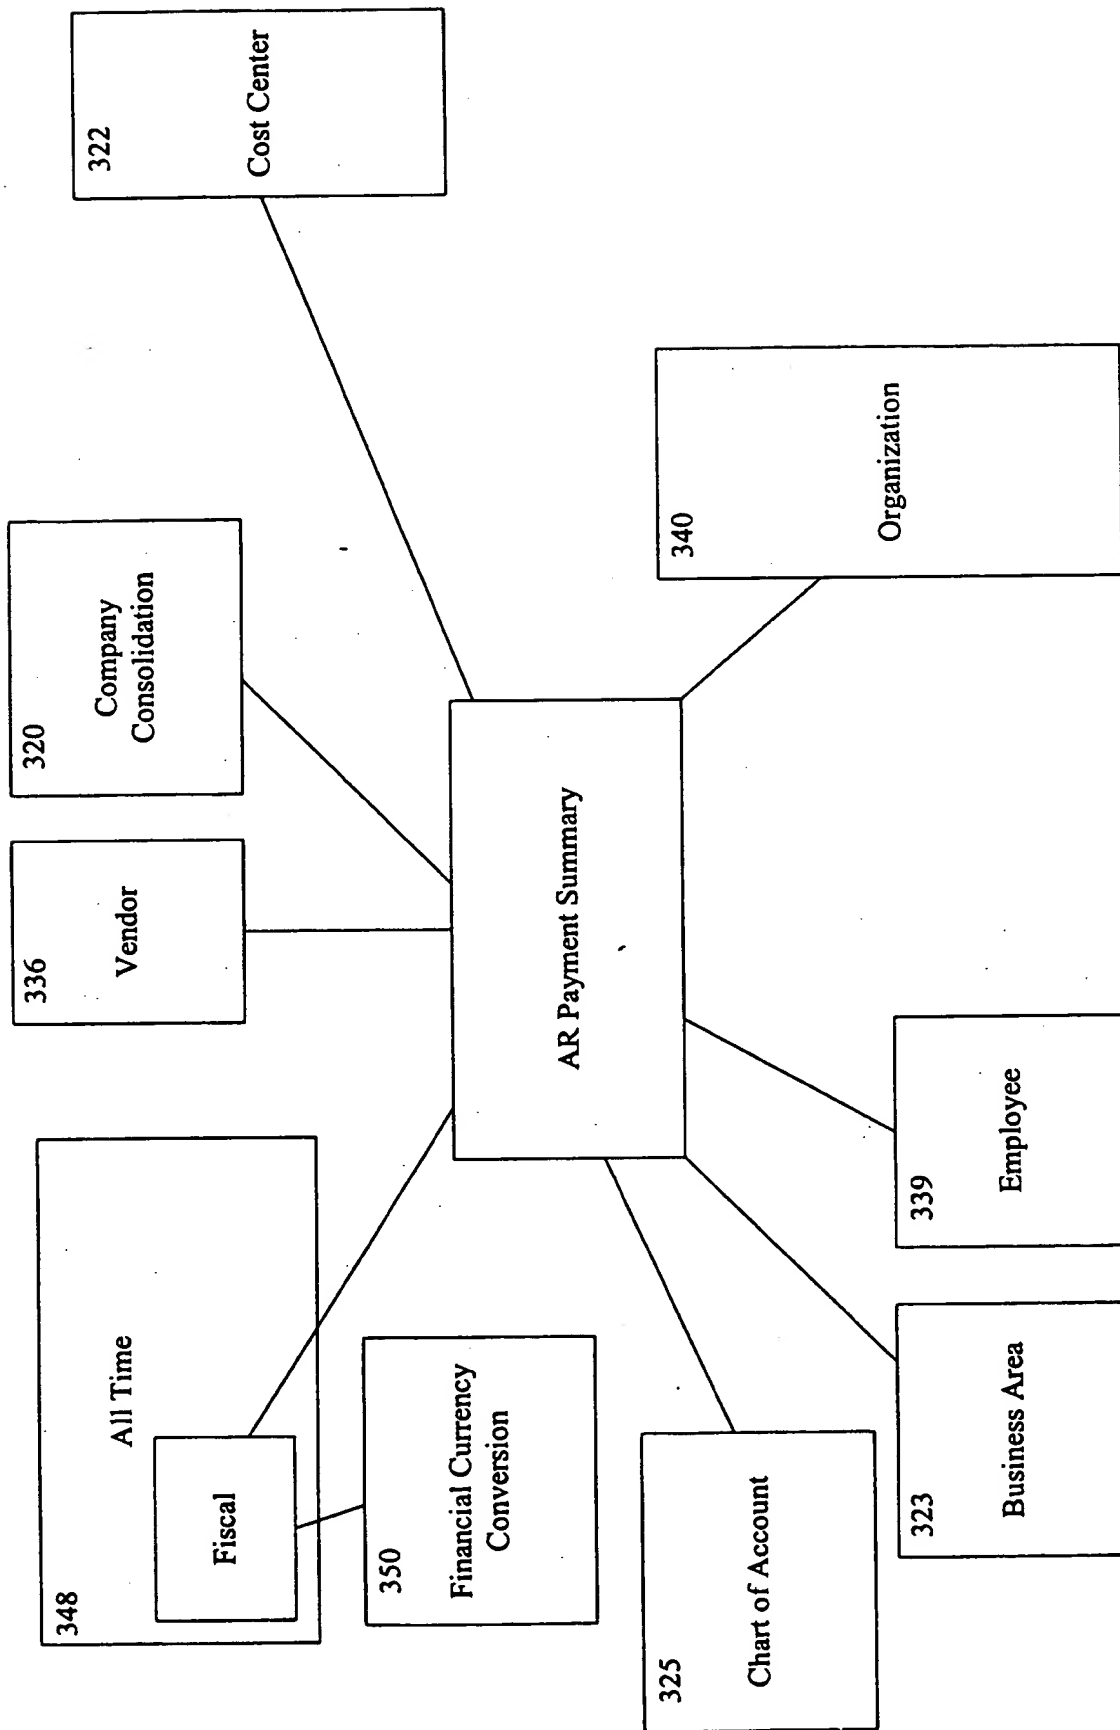 348
All Time
Fiscal
336
Vendor
320
Company
Consolidation
322
Cost Center
350
Financial Currency
Conversion
AR Payment Summary
325
Chart of Account
340
Organization
323
Business Area
339
Employee